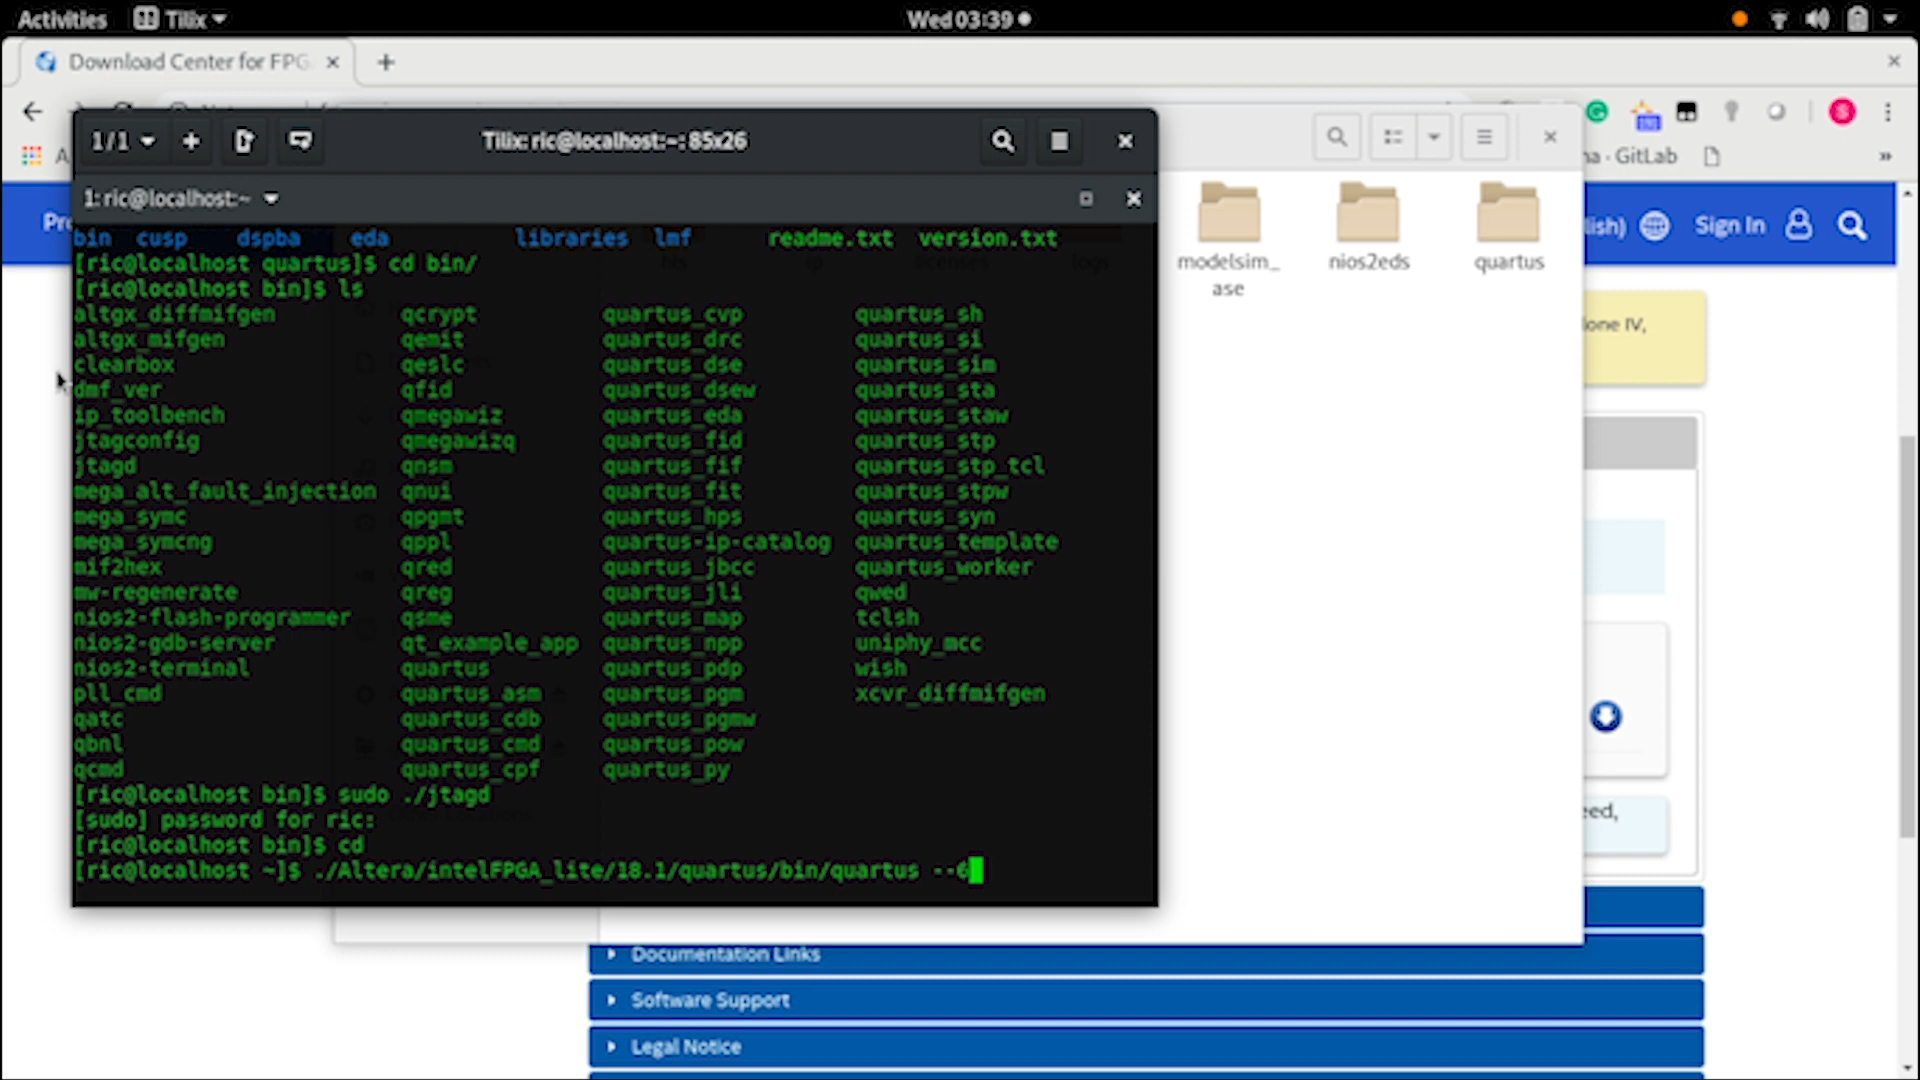 Activities Tilix Wed 03:39
Download Center for FPG
1/1 Tilix: ric@localhost:~: 85x26
1: ric@localhost:~
bin cusp dspba eda libraries lmf readme.txt version.txt
[ric@localhost quartus]$ cd bin/
[ric@localhost bin]$ ls
altgx_diffmifgen qcrypt quartus_cvp quartus_sh
altgx_mifgen qemit quartus_drc quartus_si
clearbox qeslc quartus_dse quartus_sim
dmf_ver qfid quartus_dsew quartus_sta
ip_toolbench qmegawiz quartus_eda quartus_staw
jtagconfig qmegawizq quartus_fid quartus_stp
jtagd qnsm quartus_fif quartus_stp_tcl
mega_alt_fault_injection qnui quartus_fit quartus_stpw
mega_symc qpgmt quartus_hps quartus_syn
mega_symcng qppl quartus-ip-catalog quartus_template
mif2hex qred quartus_jbcc quartus_worker
mw-regenerate qreg quartus_jli qwed
nios2-flash-programmer qsme quartus_map tclsh
nios2-gdb-server qt_example_app quartus_npp uniphy_mcc
nios2-terminal quartus quartus_pdp wish
pll_cmd quartus_asm quartus_pgm xcvr_diffmifgen
qatc quartus_cdb quartus_pgmw
qbnl quartus_cmd quartus_pow
qcmd quartus_cpf quartus_py
[ric@localhost bin]$ sudo ./jtagd
[sudo] password for ric:
[ric@localhost bin]$ cd
[ric@localhost ~]$ ./Altera/intelFPGA_lite/18.1/quartus/bin/quartus --6
na · GitLab
lish) Sign In
modelsim_
ase
nios2eds
quartus
lone IV,
eed,
Documentation Links
Software Support
Legal Notice